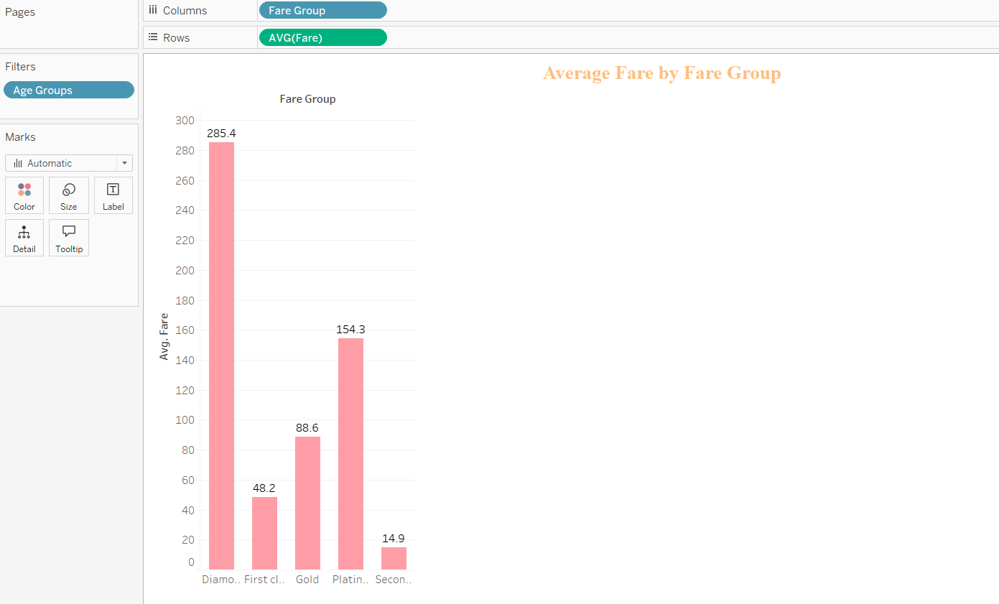 Pages
Columns
Fare Group
Rows
AVG(Fare)
Filters
Age Groups
Marks
Automatic
Color
Size
Label
Detail
Tooltip
Average Fare by Fare Group
Fare Group
Avg. Fare
300
280
260
240
220
200
180
160
140
120
100
80
60
40
20
0
285.4
48.2
88.6
154.3
14.9
Diamo.. First cl.. Gold Platin.. Secon..